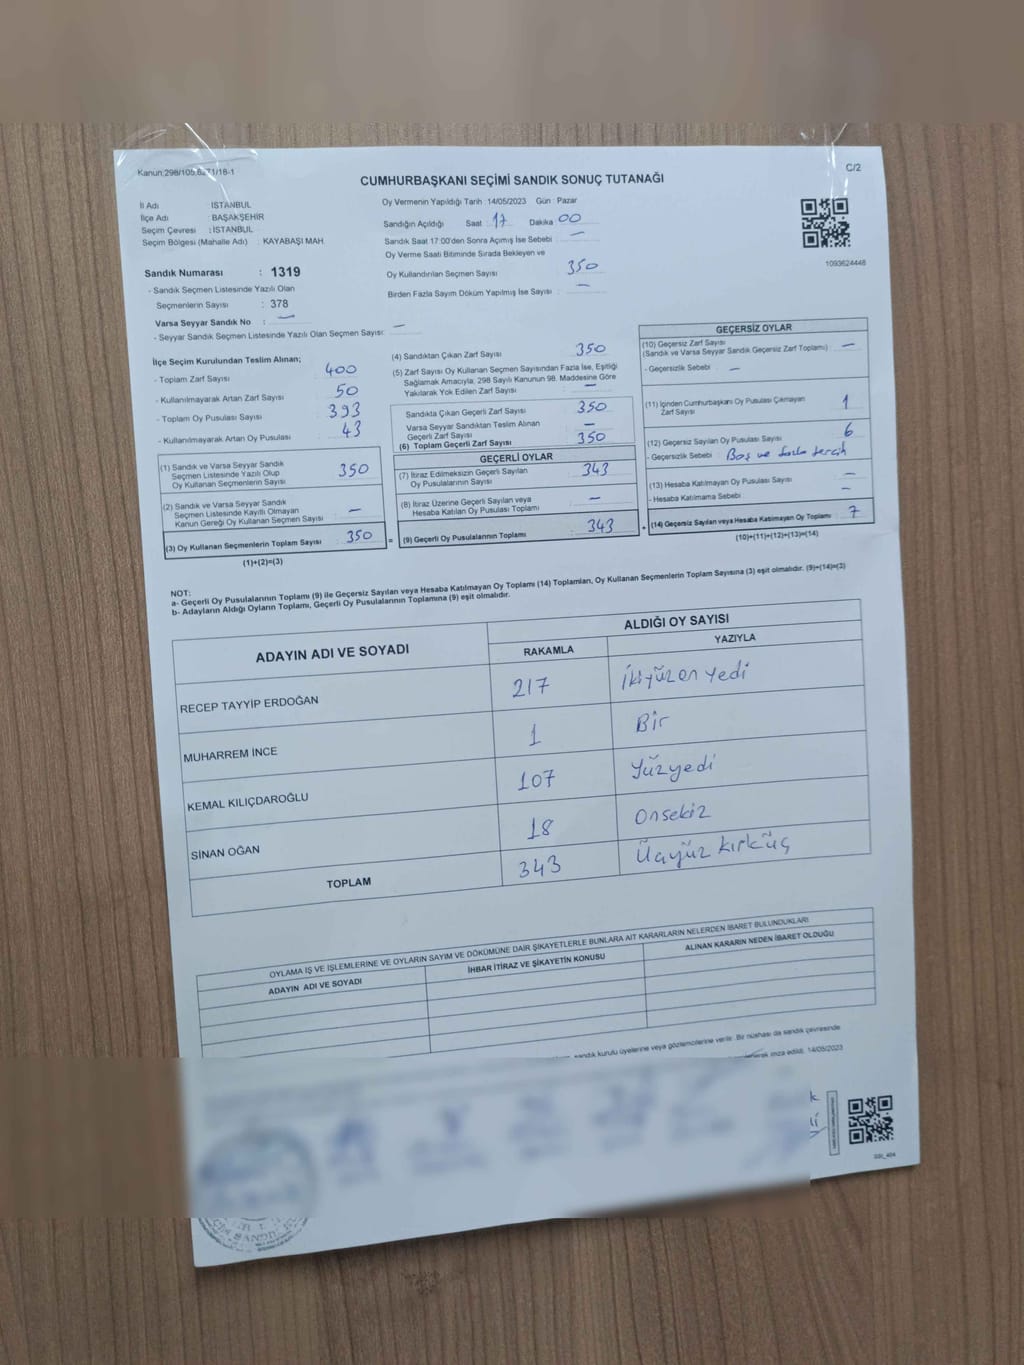 Kanun:298/105,8271/18-1
C/2
CUMHURBAŞKANI SEÇİMİ SANDIK SONUÇ TUTANAĞI
İl Adı : İSTANBUL
İlçe Adı : BAŞAKŞEHİR
Seçim Çevresi : İSTANBUL
Seçim Bölgesi (Mahalle Adı) : KAYABAŞI MAH.
Sandık Numarası : 1319
- Sandık Seçmen Listesinde Yazılı Olan
Seçmenlerin Sayısı : 378
Varsa Seyyar Sandık No : —
- Seyyar Sandık Seçmen Listesinde Yazılı Olan Seçmen Sayısı: —
Oy Vermenin Yapıldığı Tarih :14/05/2023 Gün : Pazar
Sandığın Açıldığı Saat : 17 Dakika : 00
Sandık Saat 17:00'den Sonra Açımış İse Sebebi : —
Oy Verme Saati Bitiminde Sırada Bekleyen ve
Oy Kullandırılan Seçmen Sayısı : 350
Birden Fazla Sayım Döküm Yapılmış İse Sayısı : —
1093624448
İlçe Seçim Kurulundan Teslim Alınan;
- Toplam Zarf Sayısı : 400
- Kullanılmayarak Artan Zarf Sayısı : 50
- Toplam Oy Pusulası Sayısı : 393
- Kullanılmayarak Artan Oy Pusulası : 43
(1) Sandık ve Varsa Seyyar Sandık
Seçmen Listesinde Yazılı Olup
Oy Kullanan Seçmenlerin Sayısı : 350
(2) Sandık ve Varsa Seyyar Sandık
Seçmen Listesinde Kayıtlı Olmayan
Kanun Gereği Oy Kullanan Seçmen Sayısı : —
(3) Oy Kullanan Seçmenlerin Toplam Sayısı : 350 =
(1)+(2)=(3)
(4) Sandıktan Çıkan Zarf Sayısı : 350
(5) Zarf Sayısı Oy Kullanan Seçmen Sayısından Fazla İse, Eşitliği
Sağlamak Amacıyla, 298 Sayılı Kanunun 98. Maddesine Göre
Yakılarak Yok Edilen Zarf Sayısı : —
Sandıkta Çıkan Geçerli Zarf Sayısı : 350
Varsa Seyyar Sandıktan Teslim Alınan
Geçerli Zarf Sayısı : —
(6) Toplam Geçerli Zarf Sayısı : 350
GEÇERLİ OYLAR
(7) İtiraz Edilmeksizin Geçerli Sayılan
Oy Pusulalarının Sayısı : 343
(8) İtiraz Üzerine Geçerli Sayılan veya
Hesaba Katılan Oy Pusulası Toplamı : —
(9) Geçerli Oy Pusulalarının Toplamı : 343 +
GEÇERSİZ OYLAR
(10) Geçersiz Zarf Sayısı
(Sandık ve Varsa Seyyar Sandık Geçersiz Zarf Toplamı) : —
- Geçersizlik Sebebi : —
(11) İçinden Cumhurbaşkanı Oy Pusulası Çıkmayan
Zarf Sayısı : 1
(12) Geçersiz Sayılan Oy Pusulası Sayısı : 6
- Geçersizlik Sebebi : Boş ve fazla tercih
(13) Hesaba Katılmayan Oy Pusulası Sayısı : —
- Hesaba Katılmama Sebebi : —
(14) Geçersiz Sayılan veya Hesaba Katılmayan Oy Toplamı : 7
(10)+(11)+(12)+(13)=(14)
NOT:
a- Geçerli Oy Pusulalarının Toplamı (9) ile Geçersiz Sayılan veya Hesaba Katılmayan Oy Toplamı (14) Toplamları, Oy Kullanan Seçmenlerin Toplam Sayısına (3) eşit olmalıdır. (9)+(14)=(3)
b- Adayların Aldığı Oyların Toplamı, Geçerli Oy Pusulalarının Toplamına (9) eşit olmalıdır.
ADAYIN ADI VE SOYADI
ALDIĞI OY SAYISI
RAKAMLA YAZIYLA
RECEP TAYYİP ERDOĞAN 217 İkiyüzon yedi
MUHARREM İNCE 1 Bir
KEMAL KILIÇDAROĞLU 107 Yüzyedi
SİNAN OĞAN 18 Onsekiz
TOPLAM 343 Üçyüz kırküç
OYLAMA İŞ VE İŞLEMLERİNE VE OYLARIN SAYIM VE DÖKÜMÜNE DAİR ŞİKAYETLERLE BUNLARA AİT KARARLARIN NELERDEN İBARET BULUNDUKLARI
ADAYIN ADI VE SOYADI İHBAR İTİRAZ VE ŞİKAYETİN KONUSU ALINAN KARARIN NEDEN İBARET OLDUĞU
sandık kurulu üyelerine veya gözlemcilerine verilir. Bir nüshası da sandık çevresinde
imza edildi. 14/05/2023